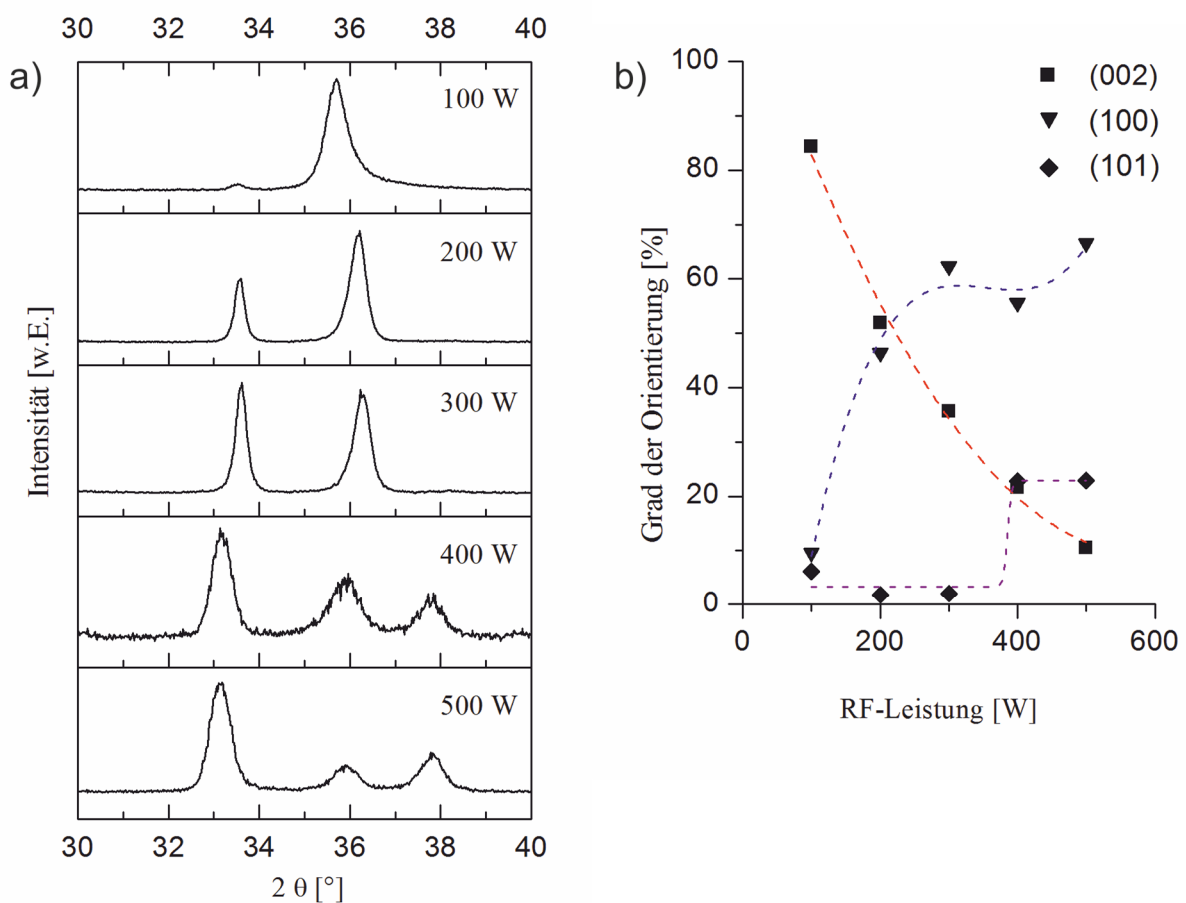 30 32 34 36 38 40
a)
100 W
200 W
300 W
400 W
500 W
Intensität [w.E.]
30 32 34 36 38 40
2 θ [°]
b)
(002)
(100)
(101)
100
80
60
40
20
0
Grad der Orientierung [%]
0 200 400 600
RF-Leistung [W]